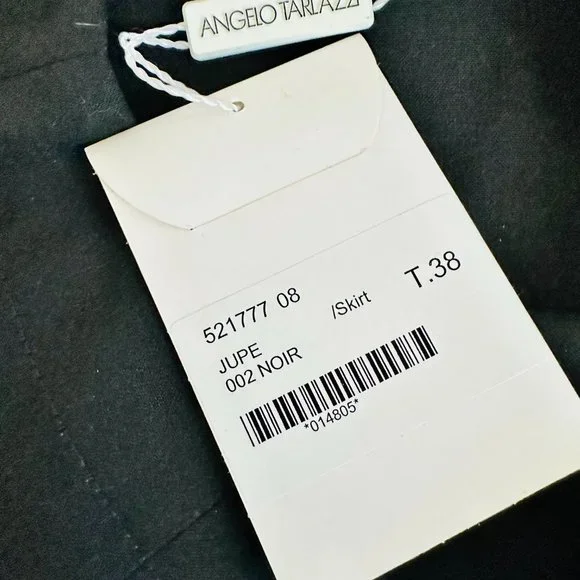 ANGELO TARLAZZI
521777 08 /Skirt T.38
JUPE
002 NOIR
*014805*